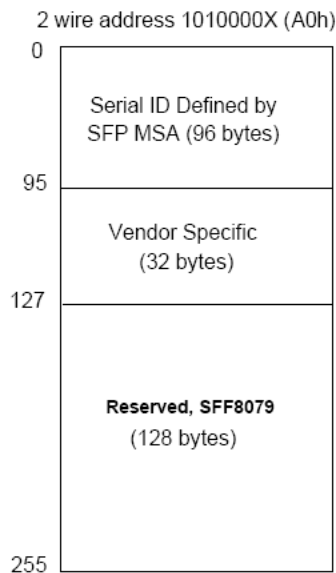 2 wire address 1010000X (A0h)
0
Serial ID Defined by
SFP MSA (96 bytes)
95
Vendor Specific
(32 bytes)
127
Reserved, SFF8079
(128 bytes)
255